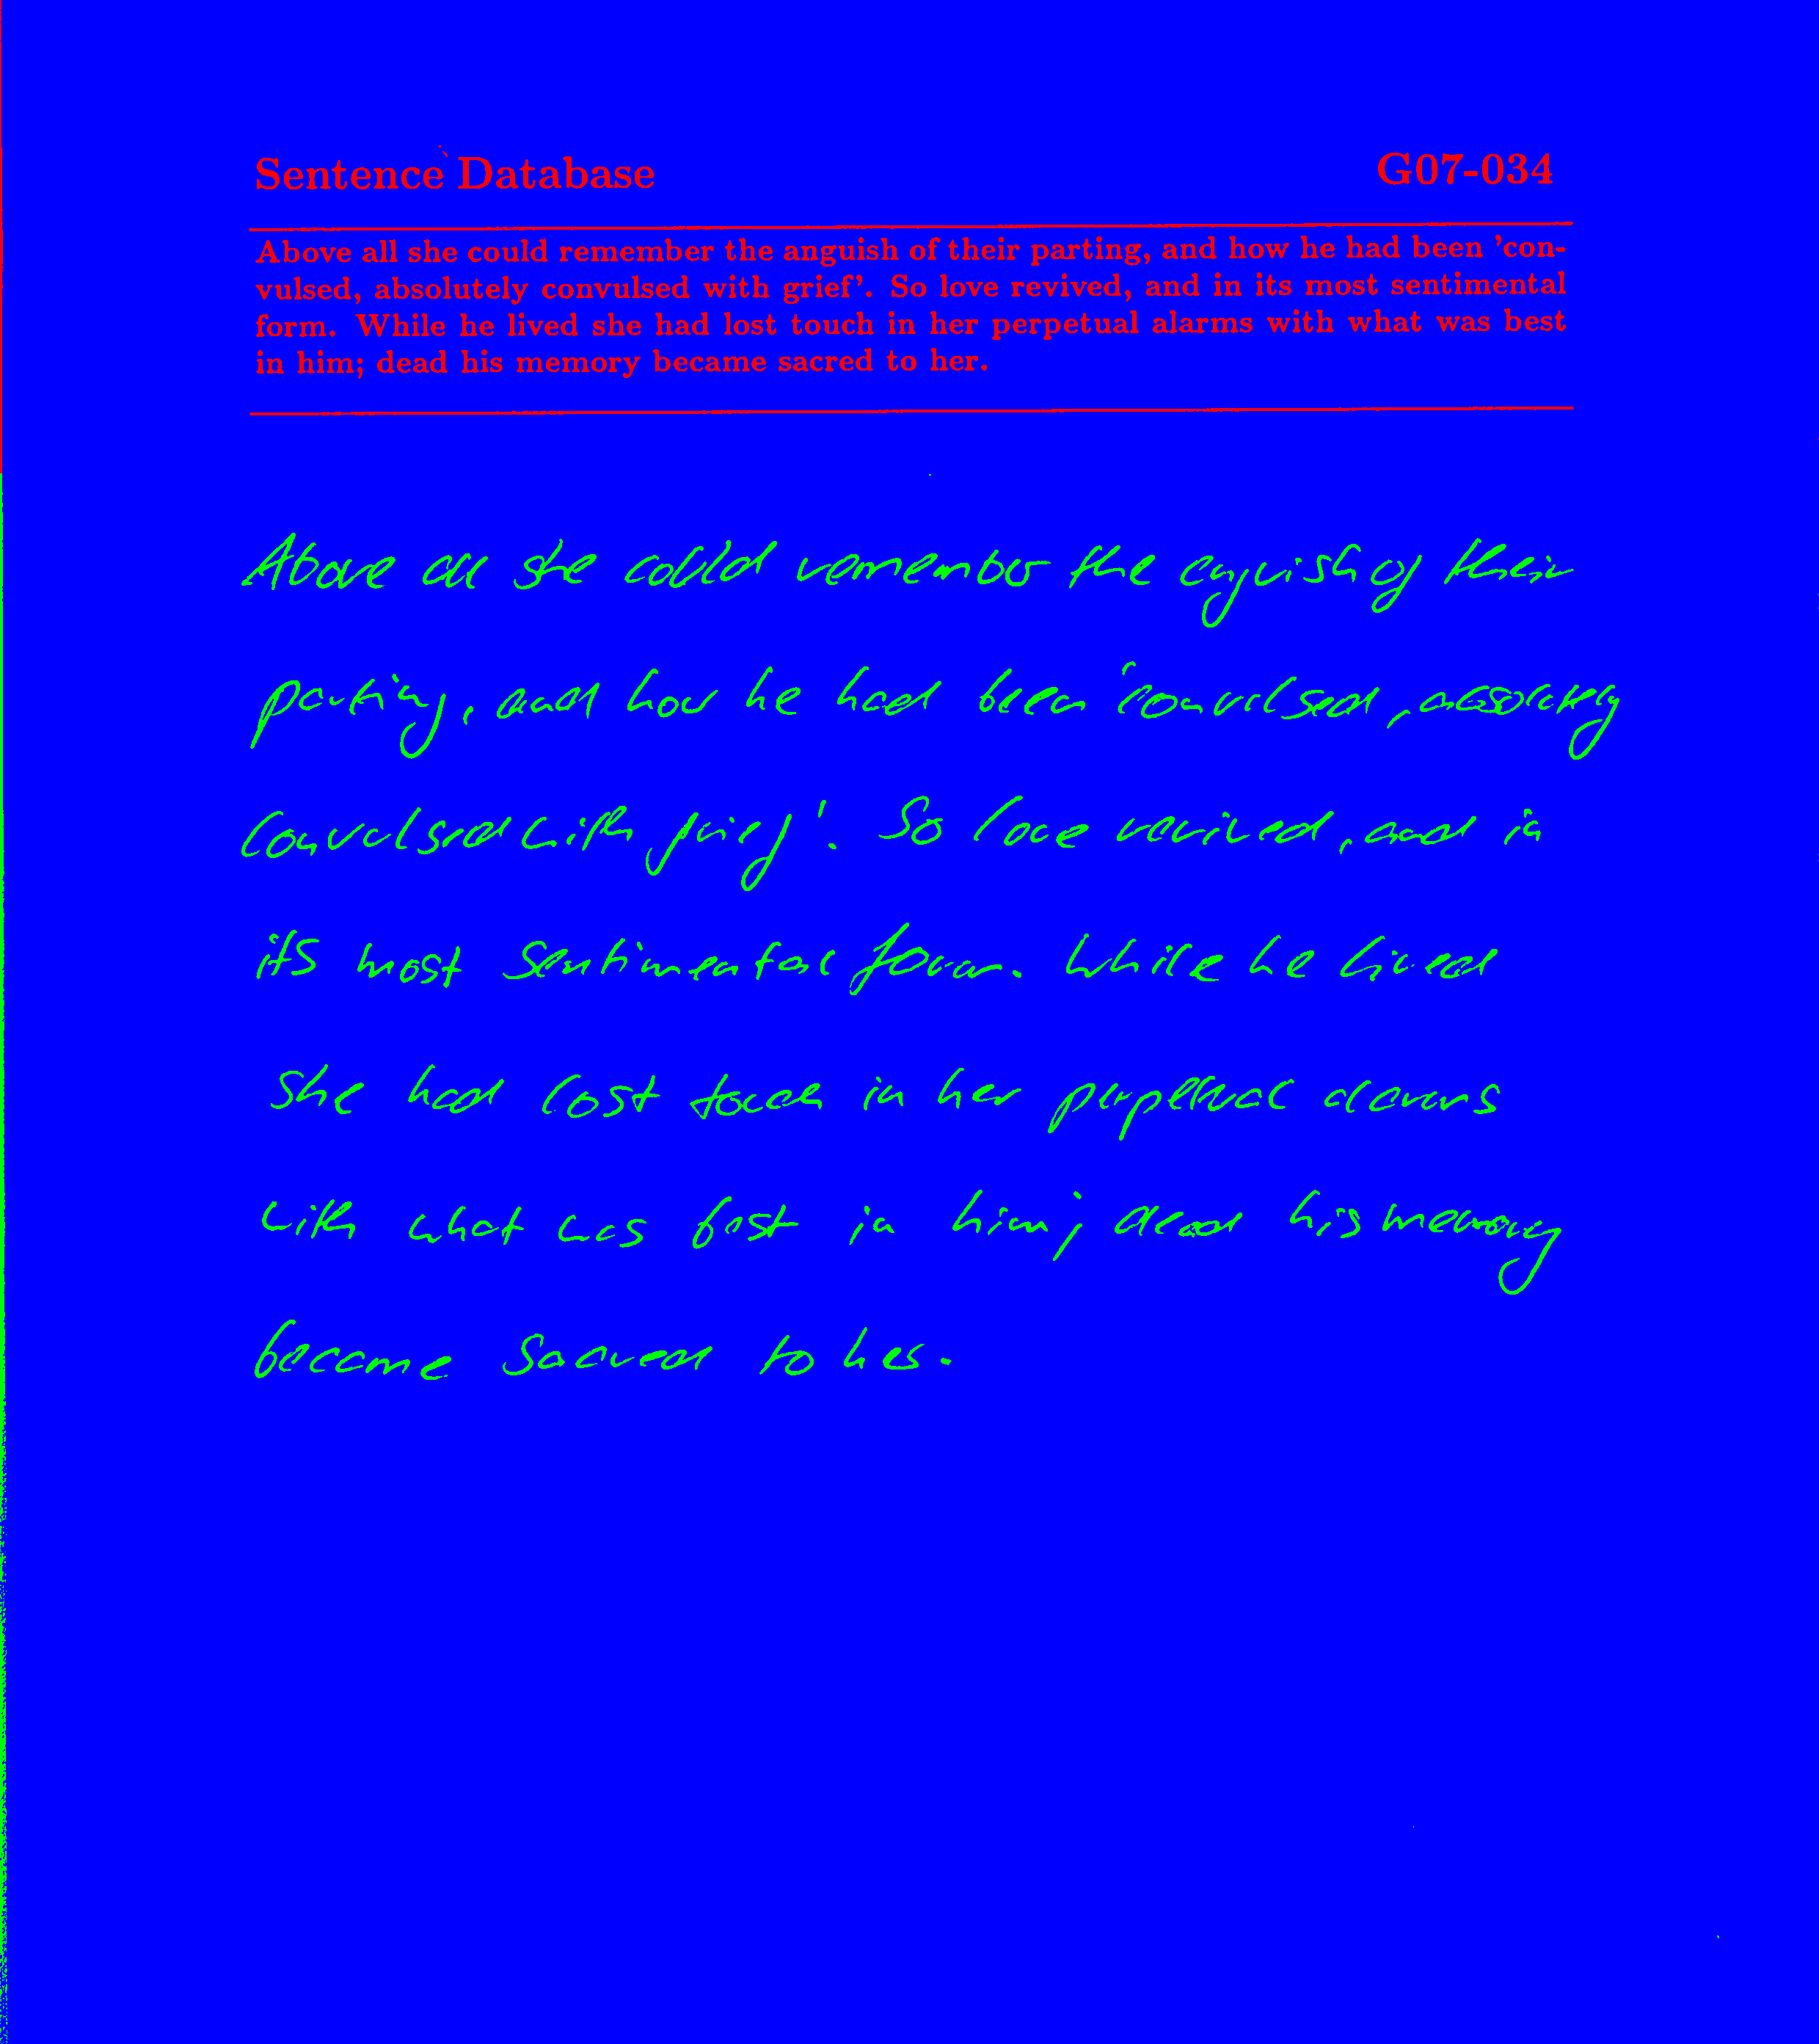 Sentence Database G07-034
Above all she could remember the anguish of their parting, and how he had been 'con-
vulsed, absolutely convulsed with grief'. So love revived, and in its most sentimental
form. While he lived she had lost touch in her perpetual alarms with what was best
in him; dead his memory became sacred to her.
Above all she could remember the anguish of their
parting, and how he had been 'convulsed, absolutely
convulsed with grief'. So love revived, and in
its most sentimental form. While he lived
she had lost touch in her perpetual alarms
with what was best in him; dead his memory
became sacred to her.